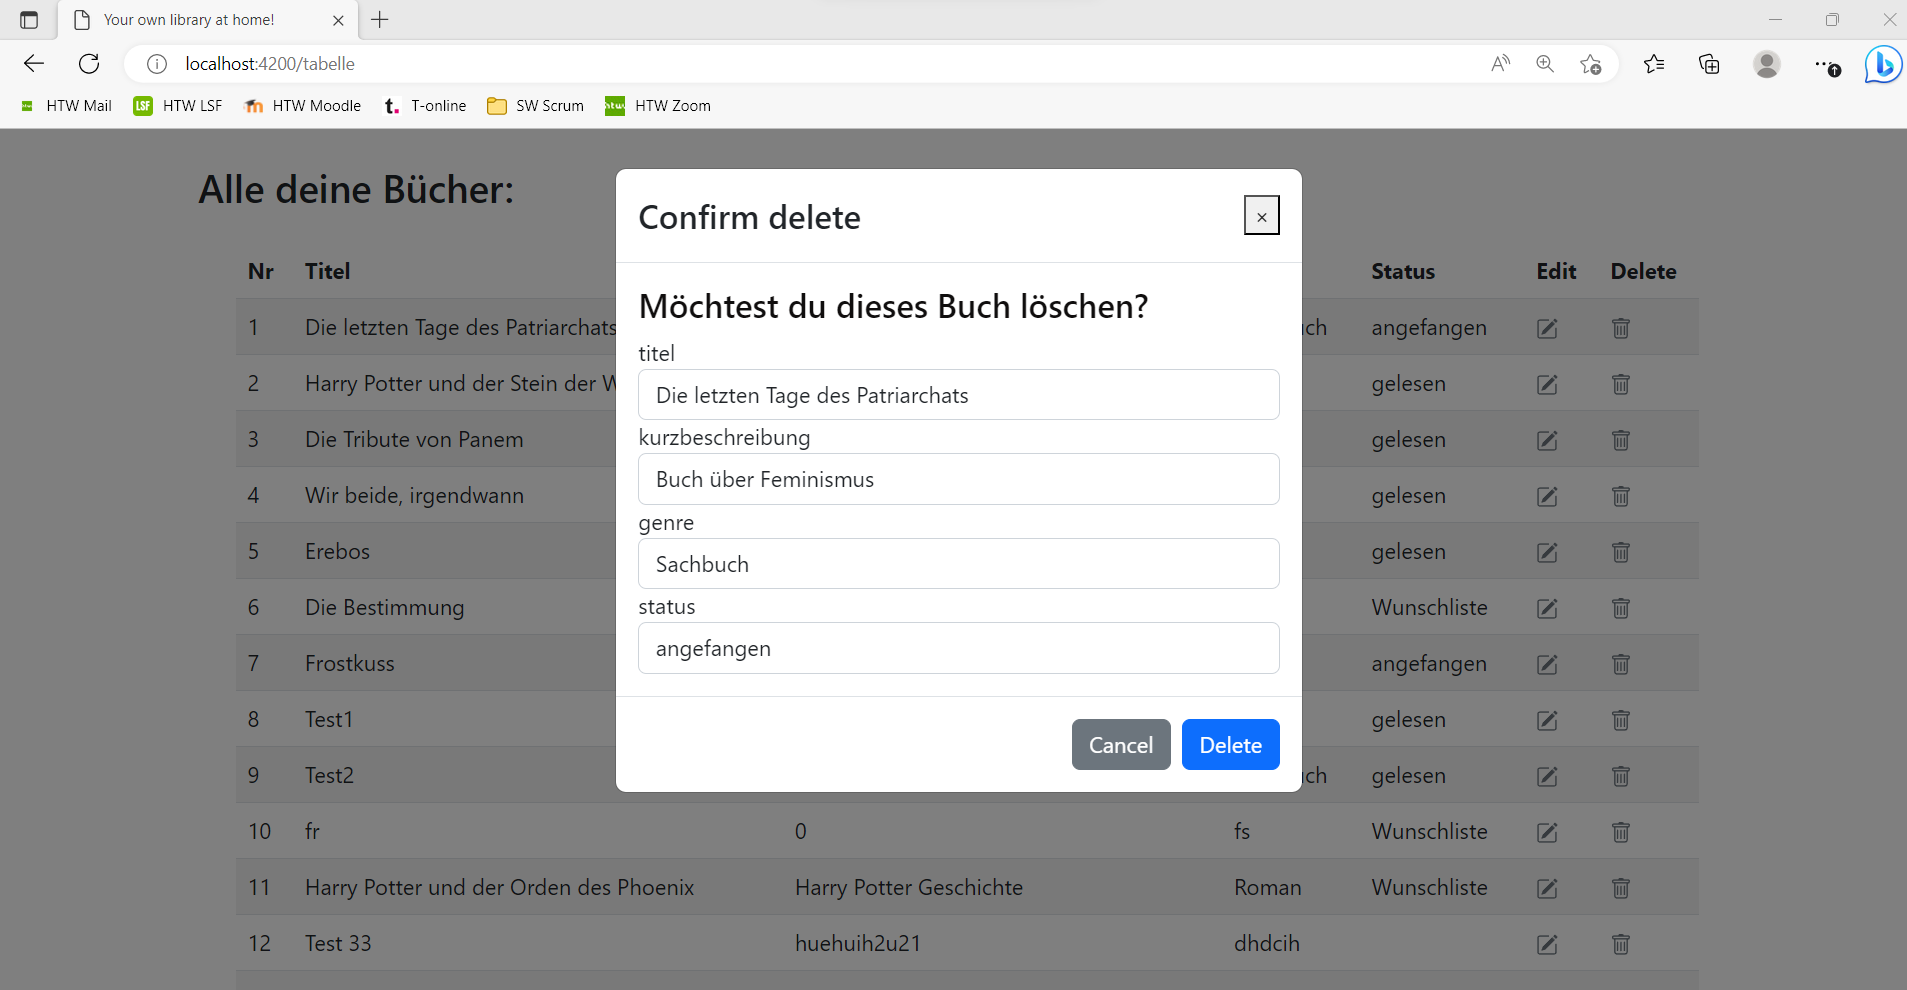 Your own library at home!
localhost:4200/tabelle
HTW Mail
LSF HTW LSF
HTW Moodle
t. T-online
SW Scrum
htw HTW Zoom
Alle deine Bücher:
Confirm delete
×
Möchtest du dieses Buch löschen?
titel
Die letzten Tage des Patriarchats
kurzbeschreibung
Buch über Feminismus
genre
Sachbuch
status
angefangen
Cancel Delete
Nr Titel Status Edit Delete
1 Die letzten Tage des Patriarchats ch angefangen
2 Harry Potter und der Stein der W gelesen
3 Die Tribute von Panem gelesen
4 Wir beide, irgendwann gelesen
5 Erebos gelesen
6 Die Bestimmung Wunschliste
7 Frostkuss angefangen
8 Test1 gelesen
9 Test2 ch gelesen
10 fr 0 fs Wunschliste
11 Harry Potter und der Orden des Phoenix Harry Potter Geschichte Roman Wunschliste
12 Test 33 huehuih2u21 dhdcih